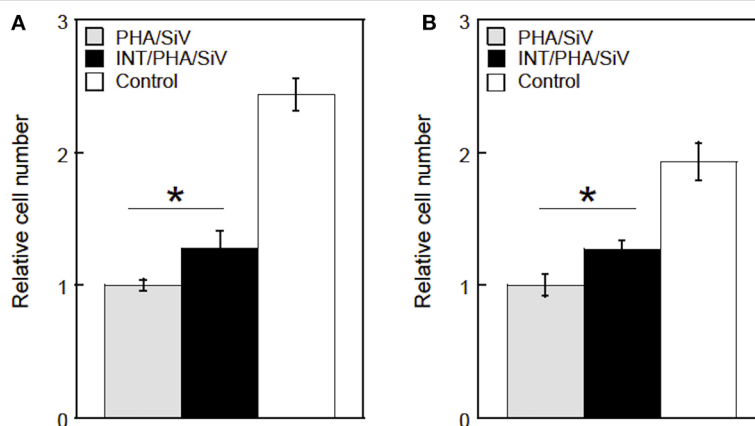 A
3
2
1
0
Relative cell number
PHA/SiV
INT/PHA/SiV
Control
*
B
3
2
1
0
Relative cell number
PHA/SiV
INT/PHA/SiV
Control
*